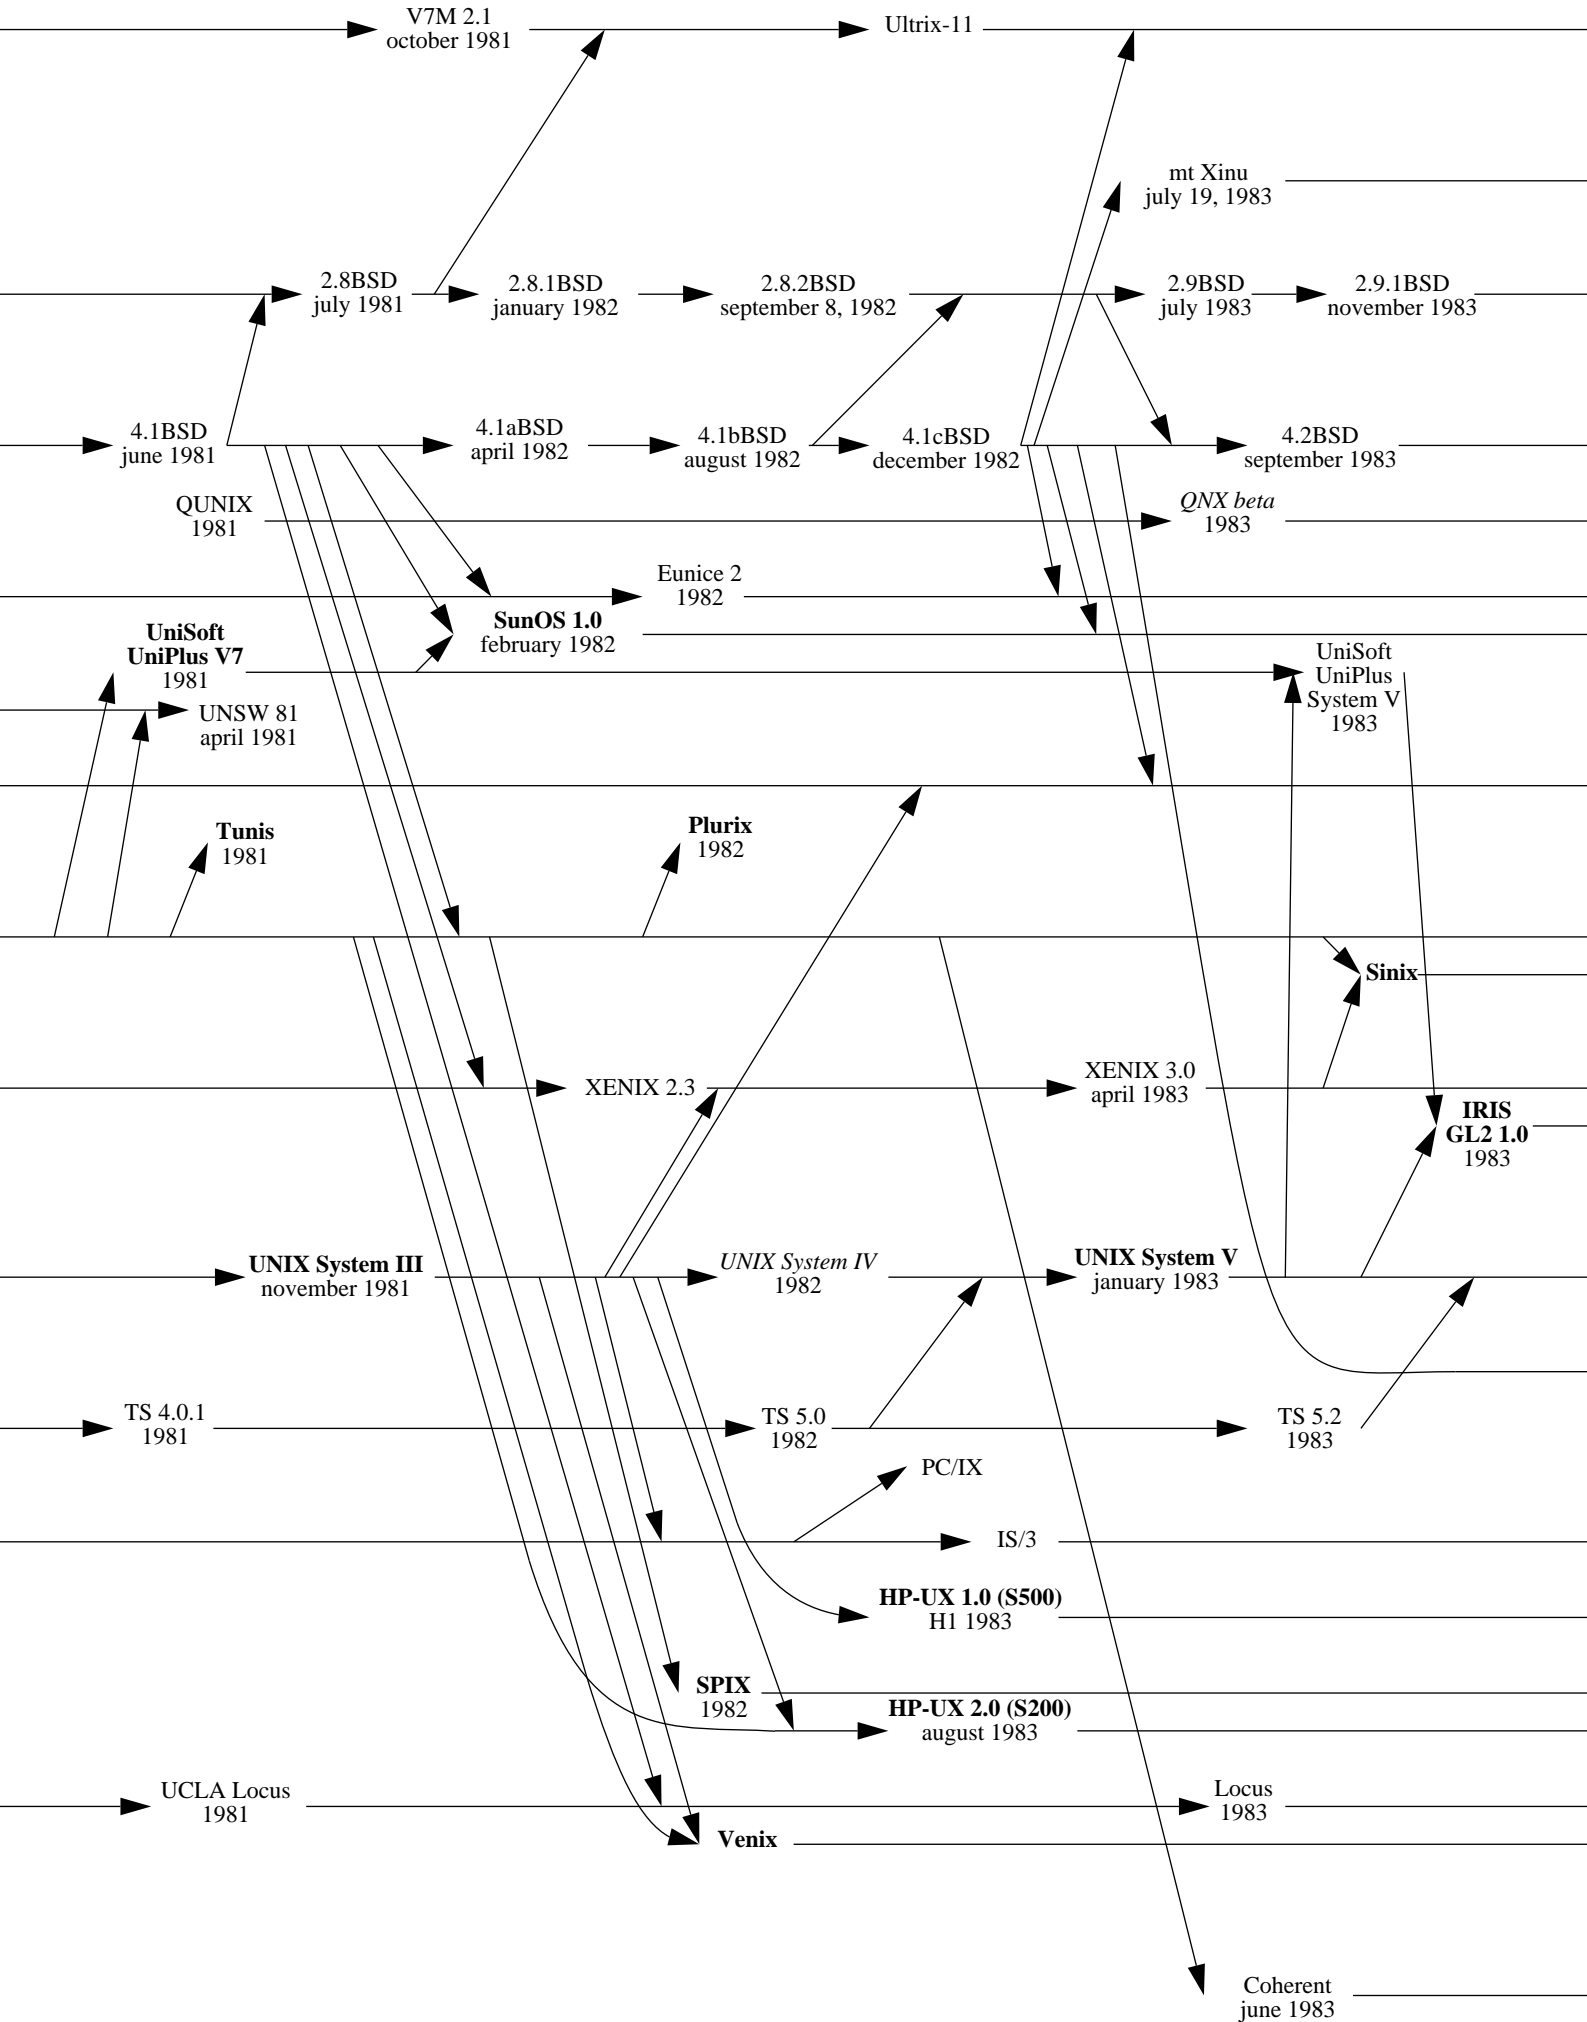 V7M 2.1
october 1981
Ultrix-11
mt Xinu
july 19, 1983
2.8BSD
july 1981
2.8.1BSD
january 1982
2.8.2BSD
september 8, 1982
2.9BSD
july 1983
2.9.1BSD
november 1983
4.1BSD
june 1981
4.1aBSD
april 1982
4.1bBSD
august 1982
4.1cBSD
december 1982
4.2BSD
september 1983
QUNIX
1981
QNX beta
1983
Eunice 2
1982
SunOS 1.0
february 1982
UniSoft
UniPlus V7
1981
UniSoft
UniPlus
System V
1983
UNSW 81
april 1981
Tunis
1981
Plurix
1982
Sinix
XENIX 2.3
XENIX 3.0
april 1983
IRIS
GL2 1.0
1983
UNIX System III
november 1981
UNIX System IV
1982
UNIX System V
january 1983
TS 4.0.1
1981
TS 5.0
1982
TS 5.2
1983
PC/IX
IS/3
HP-UX 1.0 (S500)
H1 1983
SPIX
1982
HP-UX 2.0 (S200)
august 1983
UCLA Locus
1981
Locus
1983
Venix
Coherent
june 1983